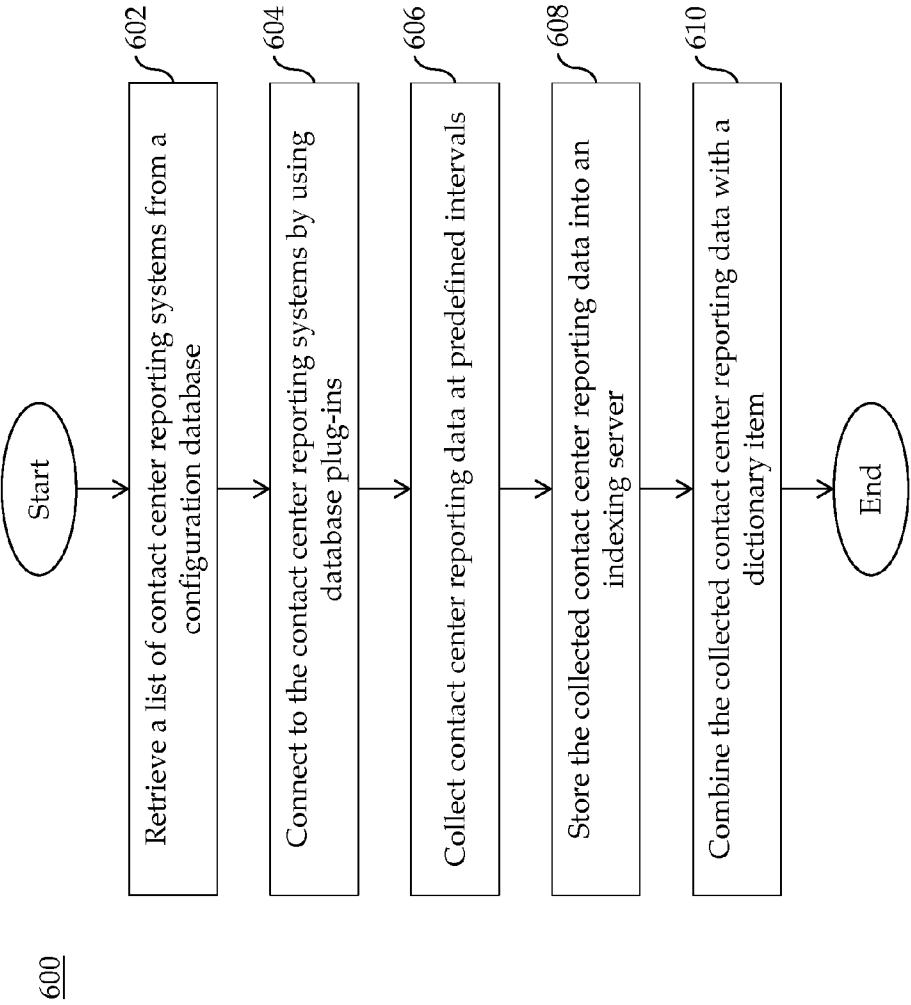 600
Start
602
Retrieve a list of contact center reporting systems from a
configuration database
604
Connect to the contact center reporting systems by using
database plug-ins
606
Collect contact center reporting data at predefined intervals
608
Store the collected contact center reporting data into an
indexing server
610
Combine the collected contact center reporting data with a
dictionary item
End